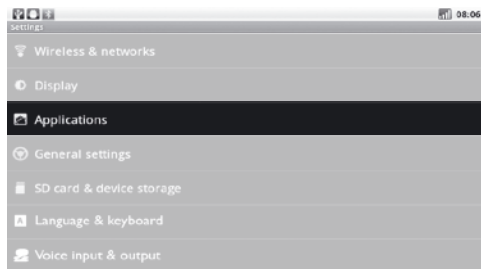 08:06
Settings
Wireless & networks
Display
Applications
General settings
SD card & device storage
A Language & keyboard
Voice input & output